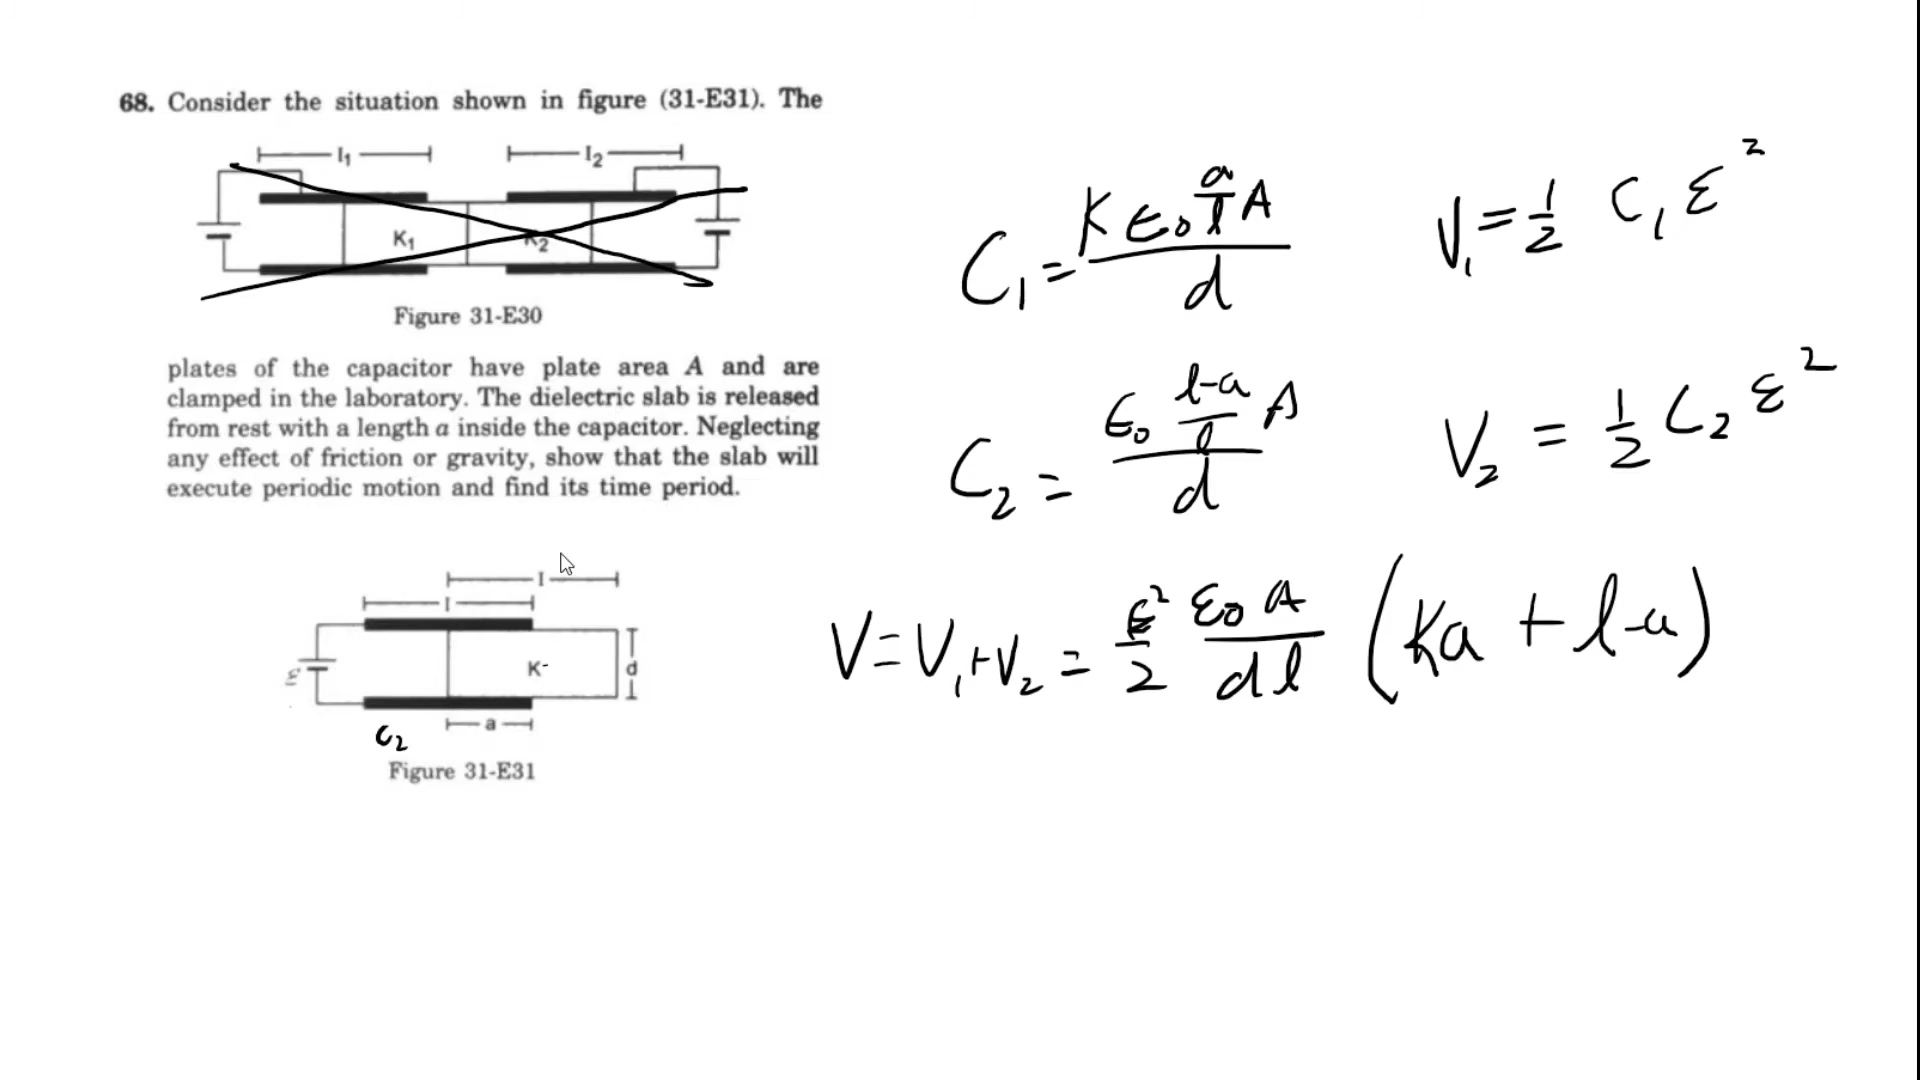 68. Consider the situation shown in figure (31-E31). The
l₁ l₂
K₁ K₂
Figure 31-E30
plates of the capacitor have plate area A and are
clamped in the laboratory. The dielectric slab is released
from rest with a length a inside the capacitor. Neglecting
any effect of friction or gravity, show that the slab will
execute periodic motion and find its time period.
l
l
K
d
ε
a
C₂
Figure 31-E31
C₁ = K ε₀ (a/l) A / d
V₁ = 1/2 C₁ ε²
C₂ = ε₀ ((l-a)/l) A / d
V₂ = 1/2 C₂ ε²
V = V₁ + V₂ = ε²/2 ε₀ A / dl (Ka + l-a)